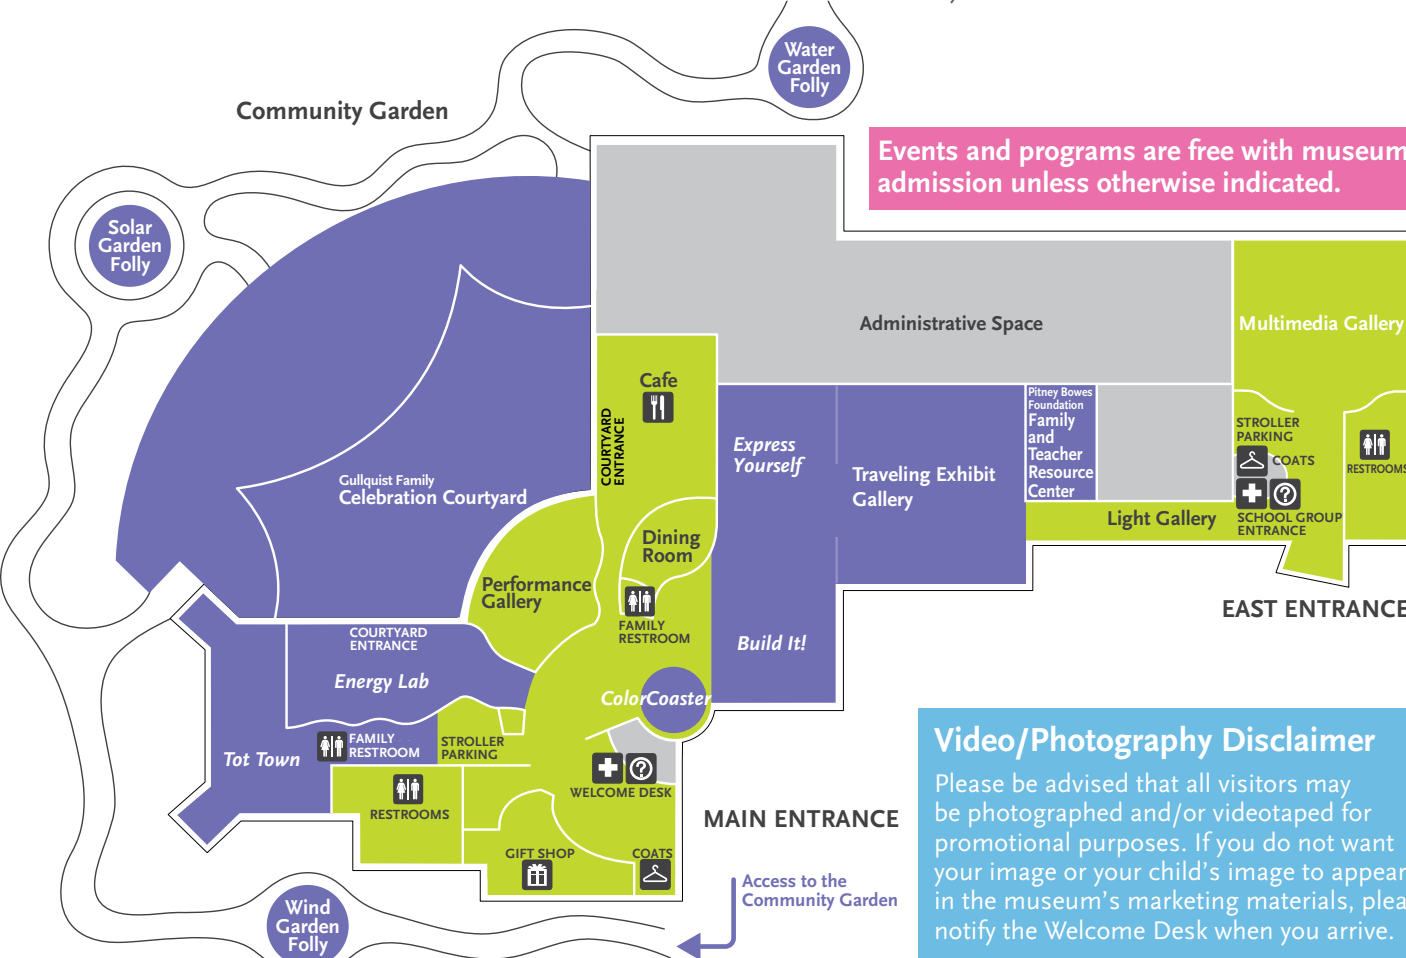 Water
Garden
Folly
Community Garden
Events and programs are free with museum
admission unless otherwise indicated.
Solar
Garden
Folly
Administrative Space
Multimedia Gallery
Cafe
COURTYARD
ENTRANCE
Pitney Bowes
Foundation
Family
and
Teacher
Resource
Center
Express
Yourself
Traveling Exhibit
Gallery
STROLLER
PARKING
COATS
RESTROOMS
SCHOOL GROUP
ENTRANCE
Light Gallery
Gullquist Family
Celebration Courtyard
Dining
Room
Performance
Gallery
FAMILY
RESTROOM
EAST ENTRANCE
COURTYARD
ENTRANCE
Energy Lab
Build It!
ColorCoaster
Tot Town
FAMILY
RESTROOM
STROLLER
PARKING
WELCOME DESK
RESTROOMS
MAIN ENTRANCE
GIFT SHOP
COATS
Access to the
Community Garden
Wind
Garden
Folly
Video/Photography Disclaimer
Please be advised that all visitors may
be photographed and/or videotaped for
promotional purposes. If you do not want
your image or your child's image to appear
in the museum's marketing materials, plea
notify the Welcome Desk when you arrive.